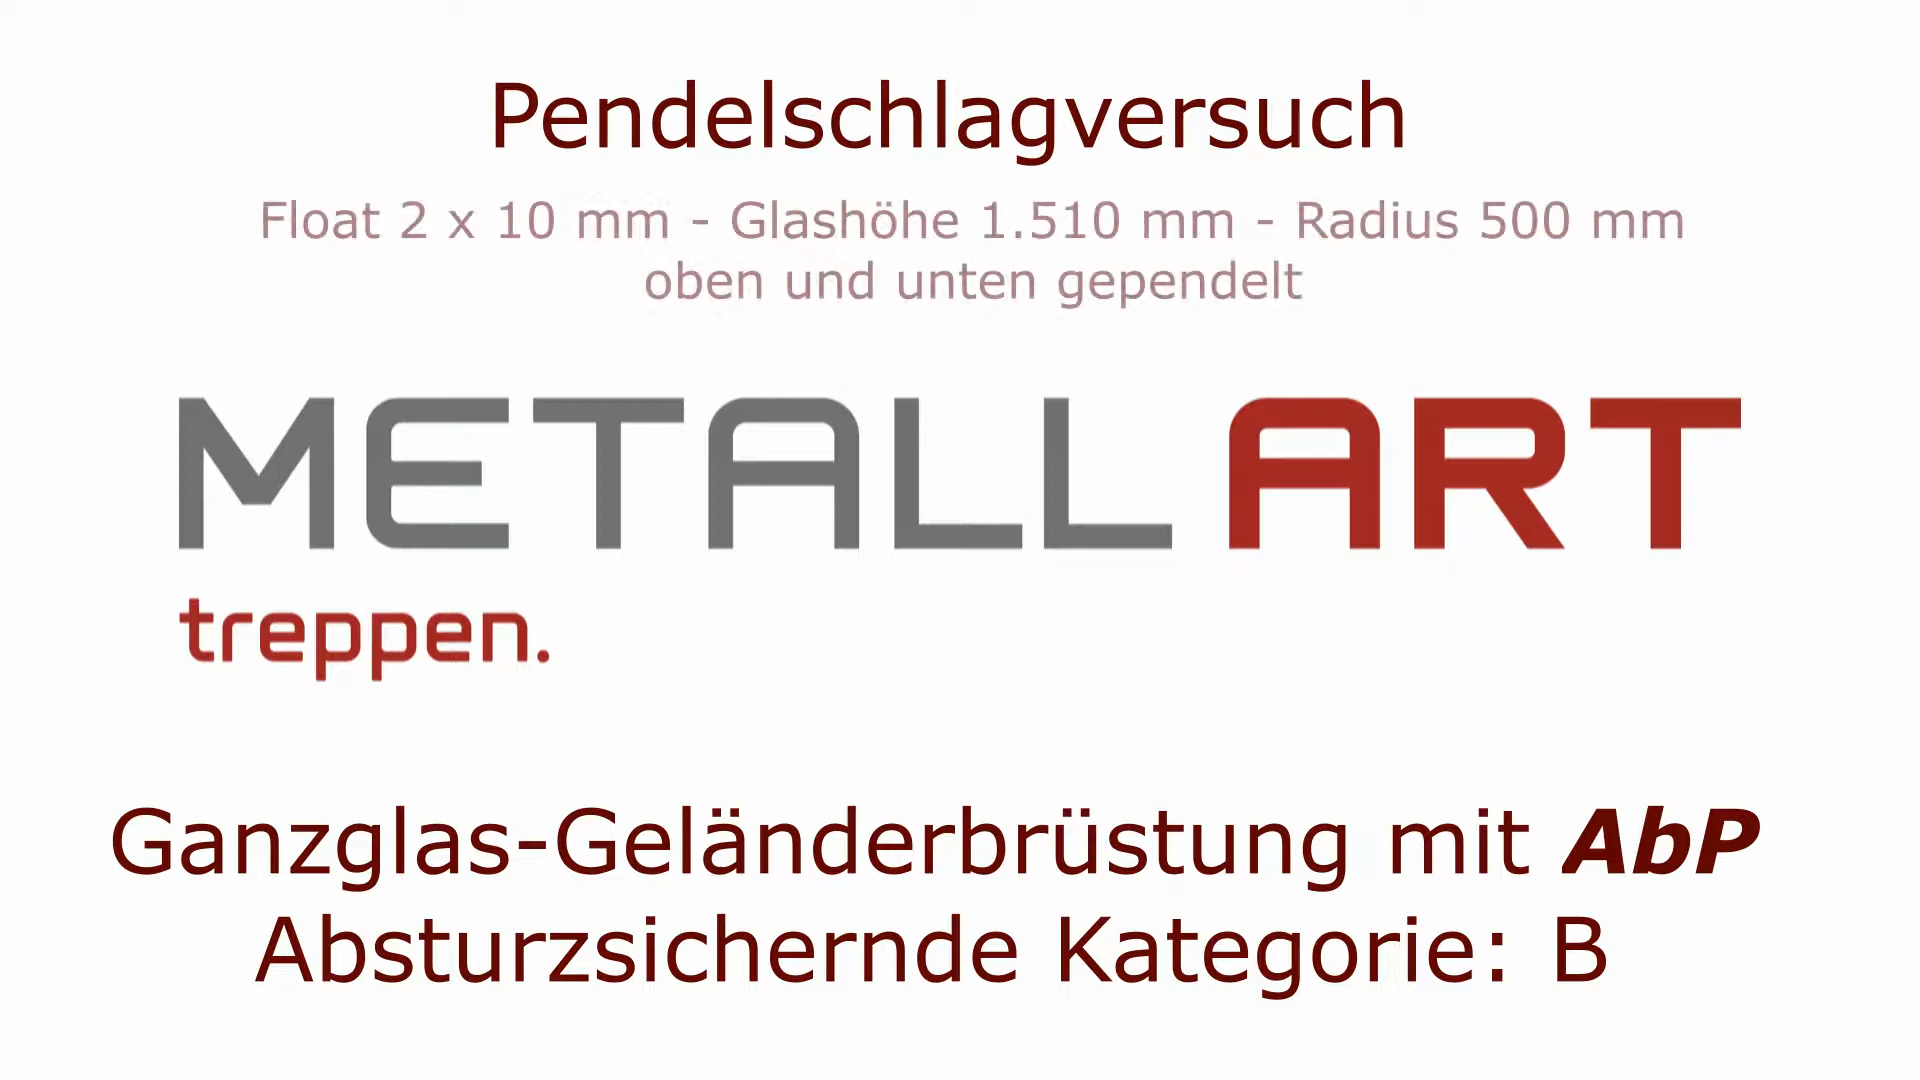 Pendelschlagversuch
Float 2 x 10 mm - Glashöhe 1.510 mm - Radius 500 mm
oben und unten gependelt
METALLART
treppen.
Ganzglas-Geländerbrüstung mit AbP
Absturzsichernde Kategorie: B